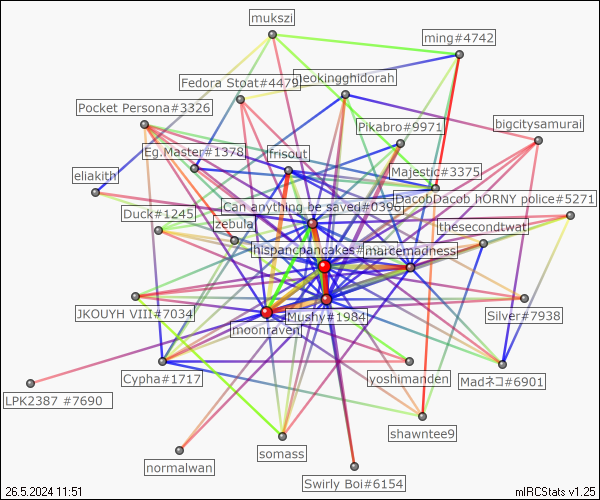 mukszi
ming#4742
Fedora Stoat#4479
neokingghidorah
Pocket Persona#3326
Pikabro#9971
bigcitysamurai
Eg.Master#1378
frisout
eliakith
Majestic#3375
DacobDacob hORNY police#5271
Duck#1245
Can anything be saved#0396
zebula
thesecondtwat
hispancpancakes#
marcemadness
JKOUYH VIII#7034
Mushy#1984
Silver#7938
moonraven
Cypha#1717
yoshimanden
Madネコ#6901
LPK2387 #7690
shawntee9
somass
normalwan
Swirly Boi#6154
26.5.2024 11:51
mIRCStats v1.25